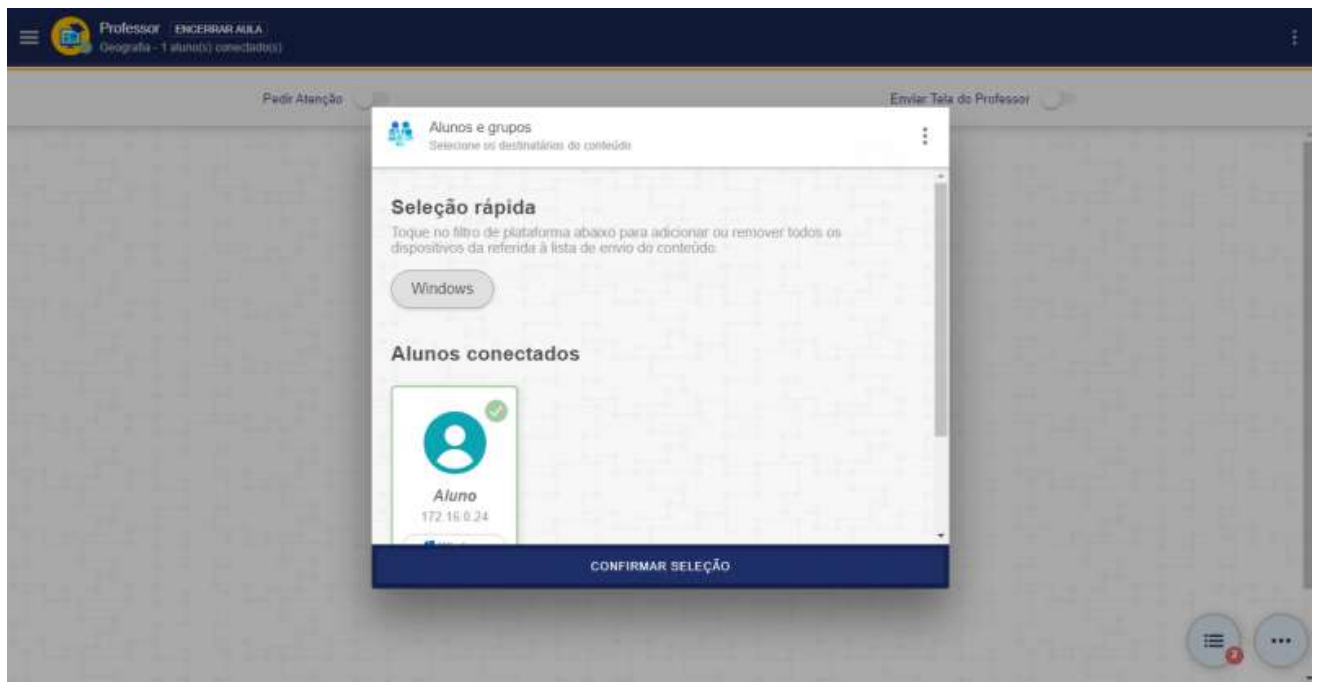 Professor ENCERRAR AULA
Geografia - 1 aluno(s) conectado(s)
Pedir Atenção
Enviar Tela do Professor
Alunos e grupos
Selecione os destinatários do conteúdo
Seleção rápida
Toque no filtro de plataforma abaixo para adicionar ou remover todos os
dispositivos da referida à lista de envio do conteúdo.
Windows
Alunos conectados
Aluno
172.16.0.24
CONFIRMAR SELEÇÃO